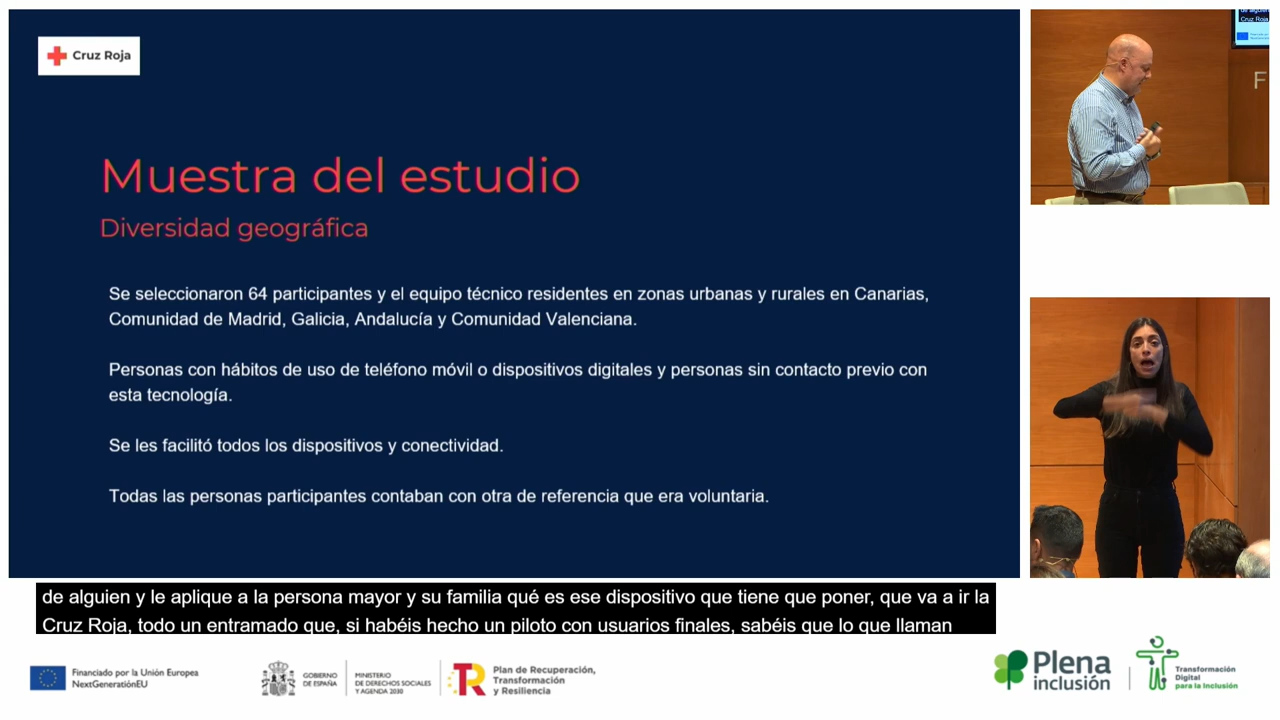 Cruz Roja
Muestra del estudio
Diversidad geográfica
Se seleccionaron 64 participantes y el equipo técnico residentes en zonas urbanas y rurales en Canarias,
Comunidad de Madrid, Galicia, Andalucía y Comunidad Valenciana.
Personas con hábitos de uso de teléfono móvil o dispositivos digitales y personas sin contacto previo con
esta tecnología.
Se les facilitó todos los dispositivos y conectividad.
Todas las personas participantes contaban con otra de referencia que era voluntaria.
de alguien
Cruz Roja
F
de alguien y le aplique a la persona mayor y su familia qué es ese dispositivo que tiene que poner, que va a ir la
Cruz Roja, todo un entramado que, si habéis hecho un piloto con usuarios finales, sabéis que lo que llaman
Financiado por la Unión Europea
NextGenerationEU
GOBIERNO
DE ESPAÑA
MINISTERIO
DE DERECHOS SOCIALES
Y AGENDA 2030
Plan de Recuperación,
Transformación
y Resiliencia
Plena
inclusión
Transformación
Digital
para la Inclusión